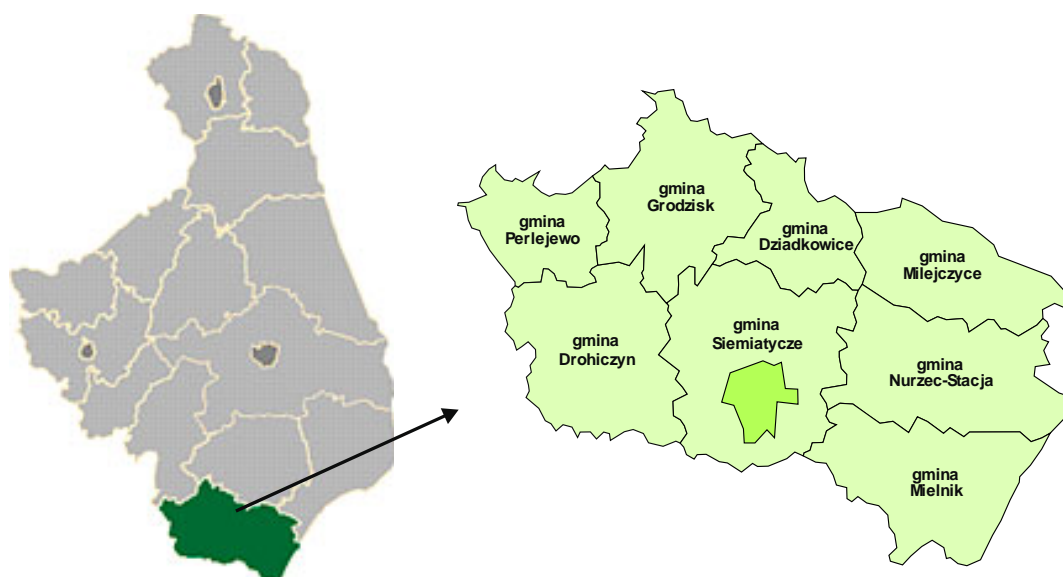 gmina
Grodzisk
gmina
Perlejewo
gmina
Dziadkowice
gmina
Milejczyce
gmina
Siemiatycze
gmina
Drohiczyn
gmina
Nurzec-Stacja
gmina
Mielnik